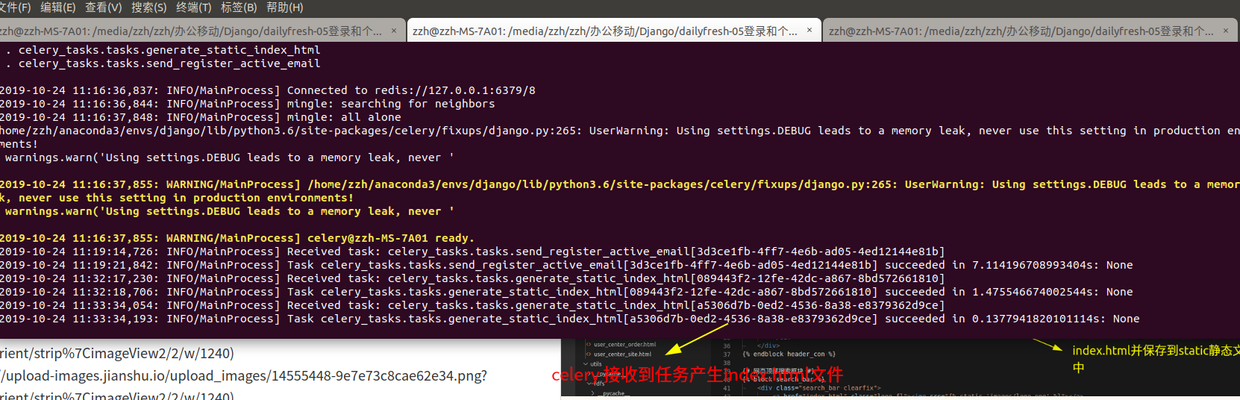 文件(F) 编辑(E) 查看(V) 搜索(S) 终端(T) 标签(B) 帮助(H)
zzh@zzh-MS-7A01: /media/zzh/zzh/办公移动/Django/dailyfresh-05登录和个... × zzh@zzh-MS-7A01: /media/zzh/zzh/办公移动/Django/dailyfresh-05登录和个... × zzh@zzh-MS-7A01: /media/zzh/zzh/办公移动/Django/dailyfresh-05登录和个... ×
. celery_tasks.tasks.generate_static_index_html
. celery_tasks.tasks.send_register_active_email
2019-10-24 11:16:36,837: INFO/MainProcess] Connected to redis://127.0.0.1:6379/8
2019-10-24 11:16:36,844: INFO/MainProcess] mingle: searching for neighbors
2019-10-24 11:16:37,848: INFO/MainProcess] mingle: all alone
home/zzh/anaconda3/envs/django/lib/python3.6/site-packages/celery/fixups/django.py:265: UserWarning: Using settings.DEBUG leads to a memory leak, never use this setting in production en
ments!
warnings.warn('Using settings.DEBUG leads to a memory leak, never '
2019-10-24 11:16:37,855: WARNING/MainProcess] /home/zzh/anaconda3/envs/django/lib/python3.6/site-packages/celery/fixups/django.py:265: UserWarning: Using settings.DEBUG leads to a memor
k, never use this setting in production environments!
warnings.warn('Using settings.DEBUG leads to a memory leak, never '
2019-10-24 11:16:37,855: WARNING/MainProcess] celery@zzh-MS-7A01 ready.
2019-10-24 11:19:14,726: INFO/MainProcess] Received task: celery_tasks.tasks.send_register_active_email[3d3ce1fb-4ff7-4e6b-ad05-4ed12144e81b]
2019-10-24 11:19:21,842: INFO/MainProcess] Task celery_tasks.tasks.send_register_active_email[3d3ce1fb-4ff7-4e6b-ad05-4ed12144e81b] succeeded in 7.114196708993404s: None
2019-10-24 11:32:17,230: INFO/MainProcess] Received task: celery_tasks.tasks.generate_static_index_html[089443f2-12fe-42dc-a867-8bd572661810]
2019-10-24 11:32:18,706: INFO/MainProcess] Task celery_tasks.tasks.generate_static_index_html[089443f2-12fe-42dc-a867-8bd572661810] succeeded in 1.475546674002544s: None
2019-10-24 11:33:34,054: INFO/MainProcess] Received task: celery_tasks.tasks.generate_static_index_html[a5306d7b-0ed2-4536-8a38-e8379362d9ce]
2019-10-24 11:33:34,193: INFO/MainProcess] Task celery_tasks.tasks.generate_static_index_html[a5306d7b-0ed2-4536-8a38-e8379362d9ce] succeeded in 0.1377941820101114s: None
rient/strip%7CimageView2/2/w/1240)
/upload-images.jianshu.io/upload_images/14555448-9e7e73c8cae62e34.png?
rient/strip%7CimageView2/2/w/1240)
user_center_order.html
user_center_site.html
utils
__pycache__
36 </div>
37 {% endblock header_con %}
<div class="search_bar clearfix">
celery接收到任务产生index.html文件
index.html并保存到static静态文
中